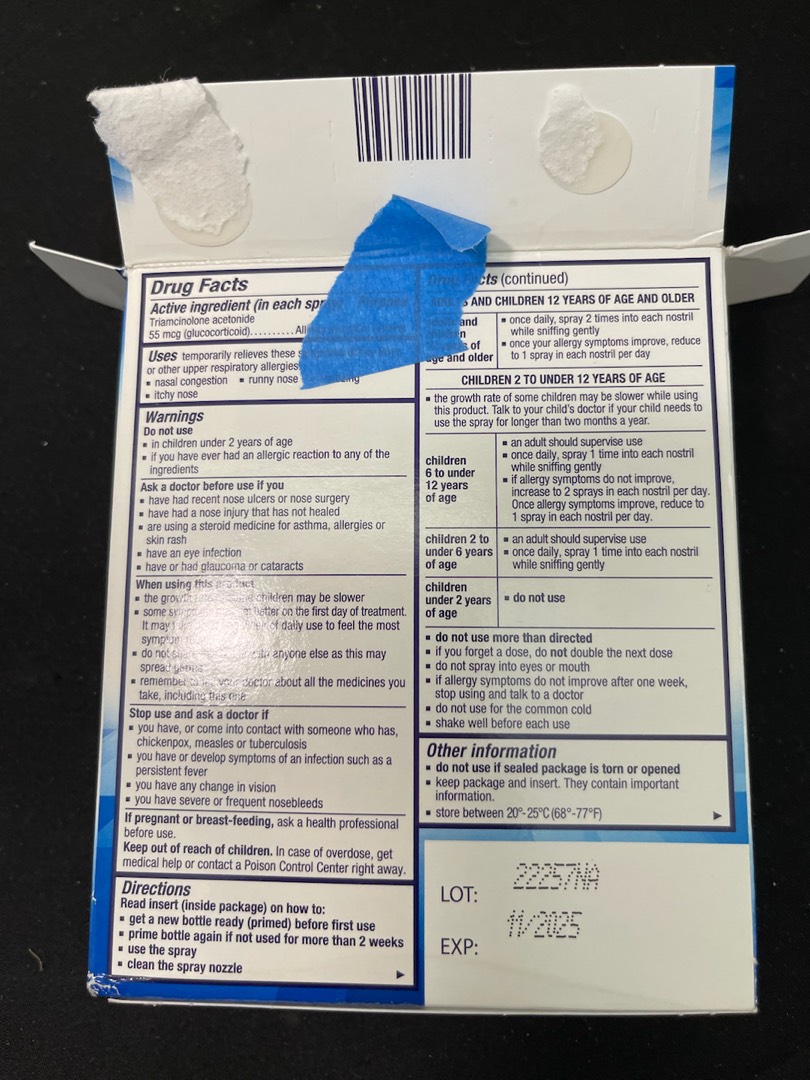 Drug Facts
Active ingredient (in each Purpose
Triamcinolone acetonide
55 mcg (glucocorticoid)..........
Uses temporarily relieves these
or other upper respiratory allergies
▪ nasal congestion ▪ runny nose
▪ itchy nose
Warnings
Do not use
▪ in children under 2 years of age
▪ if you have ever had an allergic reaction to any of the
ingredients
Ask a doctor before use if you
▪ have had recent nose ulcers or nose surgery
▪ have had a nose injury that has not healed
▪ are using a steroid medicine for asthma, allergies or
skin rash
▪ have an eye infection
▪ have or had glaucoma or cataracts
When using this product
▪ the growth children may be slower
▪ some better on the first day of treatment.
It may of daily use to feel the most
▪ do not anyone else as this may
spread germs
▪ remember to doctor about all the medicines you
take, including this one
Stop use and ask a doctor if
▪ you have, or come into contact with someone who has,
chickenpox, measles or tuberculosis
▪ you have or develop symptoms of an infection such as a
persistent fever
▪ you have any change in vision
▪ you have severe or frequent nosebleeds
If pregnant or breast-feeding, ask a health professional
before use.
Keep out of reach of children. In case of overdose, get
medical help or contact a Poison Control Center right away.
Directions
Read insert (inside package) on how to:
▪ get a new bottle ready (primed) before first use
▪ prime bottle again if not used for more than 2 weeks
▪ use the spray
▪ clean the spray nozzle
Drug Facts (continued)
ADULTS AND CHILDREN 12 YEARS OF AGE AND OLDER
and
of
age and older
▪ once daily, spray 2 times into each nostril
while sniffing gently
▪ once your allergy symptoms improve, reduce
to 1 spray in each nostril per day
CHILDREN 2 TO UNDER 12 YEARS OF AGE
▪ the growth rate of some children may be slower while using
this product. Talk to your child's doctor if your child needs to
use the spray for longer than two months a year.
children
6 to under
12 years
of age
▪ an adult should supervise use
▪ once daily, spray 1 time into each nostril
while sniffing gently
▪ if allergy symptoms do not improve,
increase to 2 sprays in each nostril per day.
Once allergy symptoms improve, reduce to
1 spray in each nostril per day.
children 2 to
under 6 years
of age
▪ an adult should supervise use
▪ once daily, spray 1 time into each nostril
while sniffing gently
children
under 2 years
of age
▪ do not use
▪ do not use more than directed
▪ if you forget a dose, do not double the next dose
▪ do not spray into eyes or mouth
▪ if allergy symptoms do not improve after one week,
stop using and talk to a doctor
▪ do not use for the common cold
▪ shake well before each use
Other information
▪ do not use if sealed package is torn or opened
▪ keep package and insert. They contain important
information.
▪ store between 20°-25°C (68°-77°F)
LOT: 22257NA
EXP: 11/2025